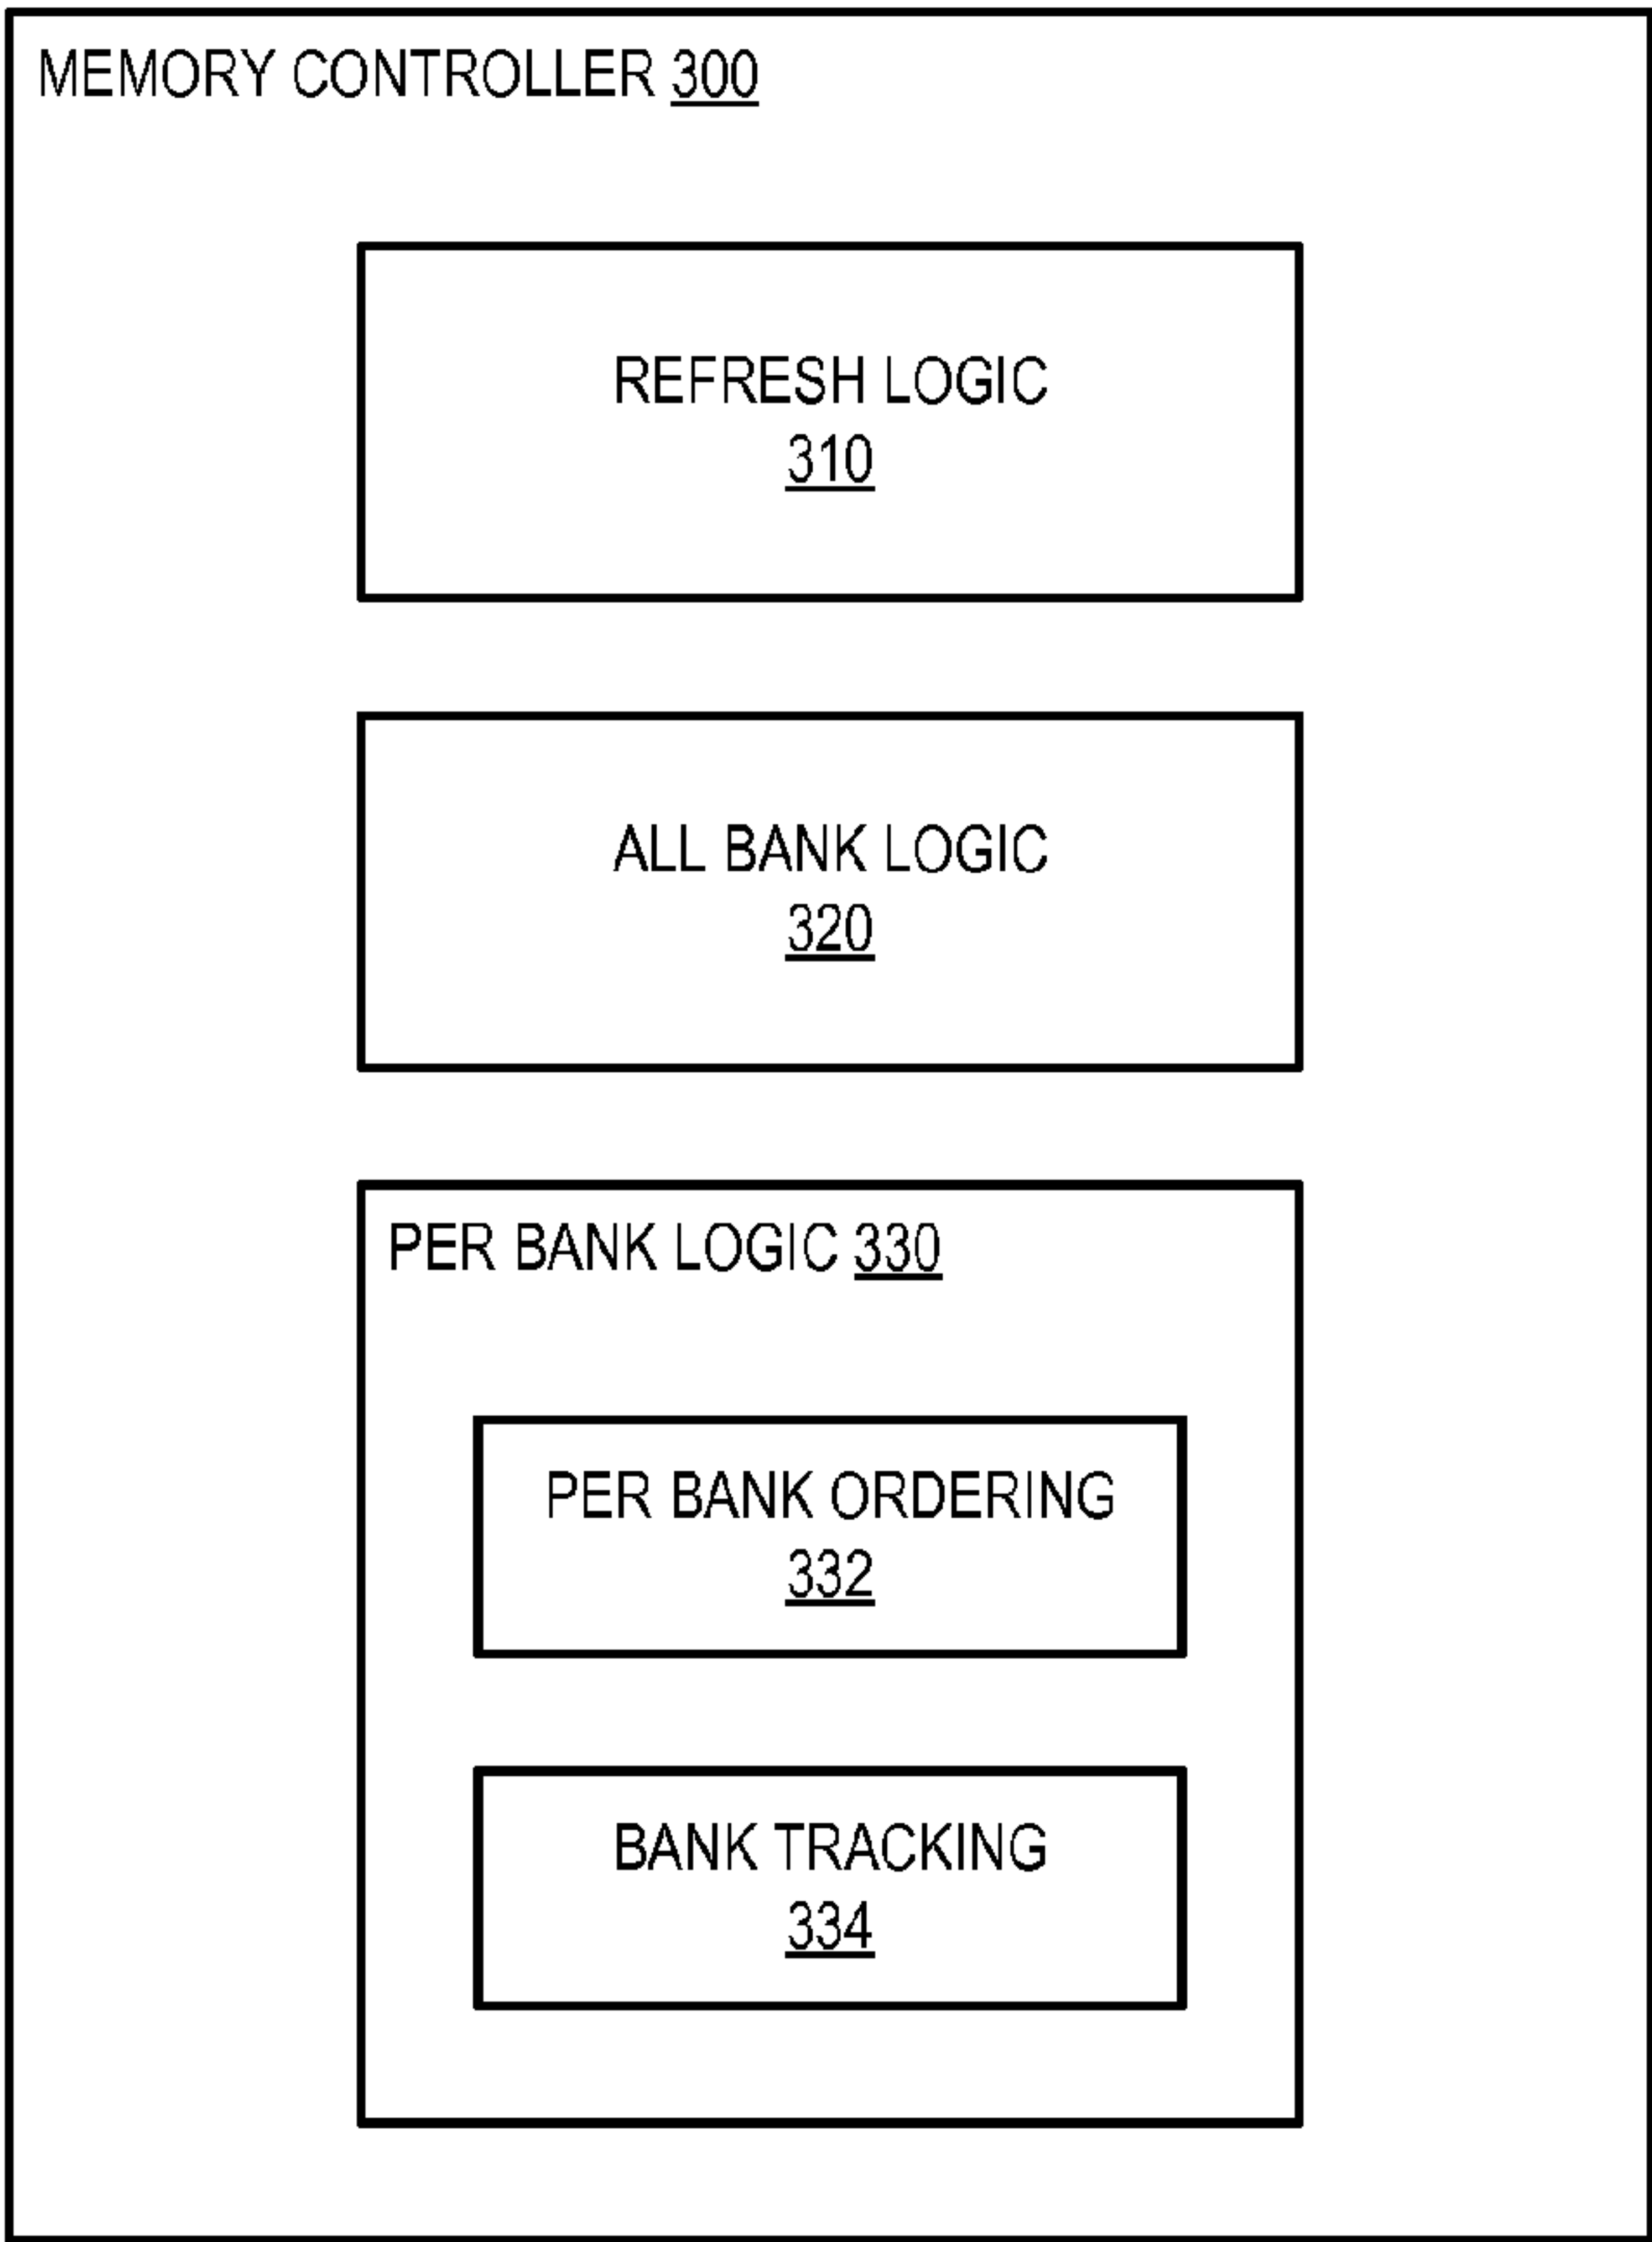 MEMORY CONTROLLER 300
REFRESH LOGIC
310
ALL BANK LOGIC
320
PER BANK LOGIC 330
PER BANK ORDERING
332
BANK TRACKING
334